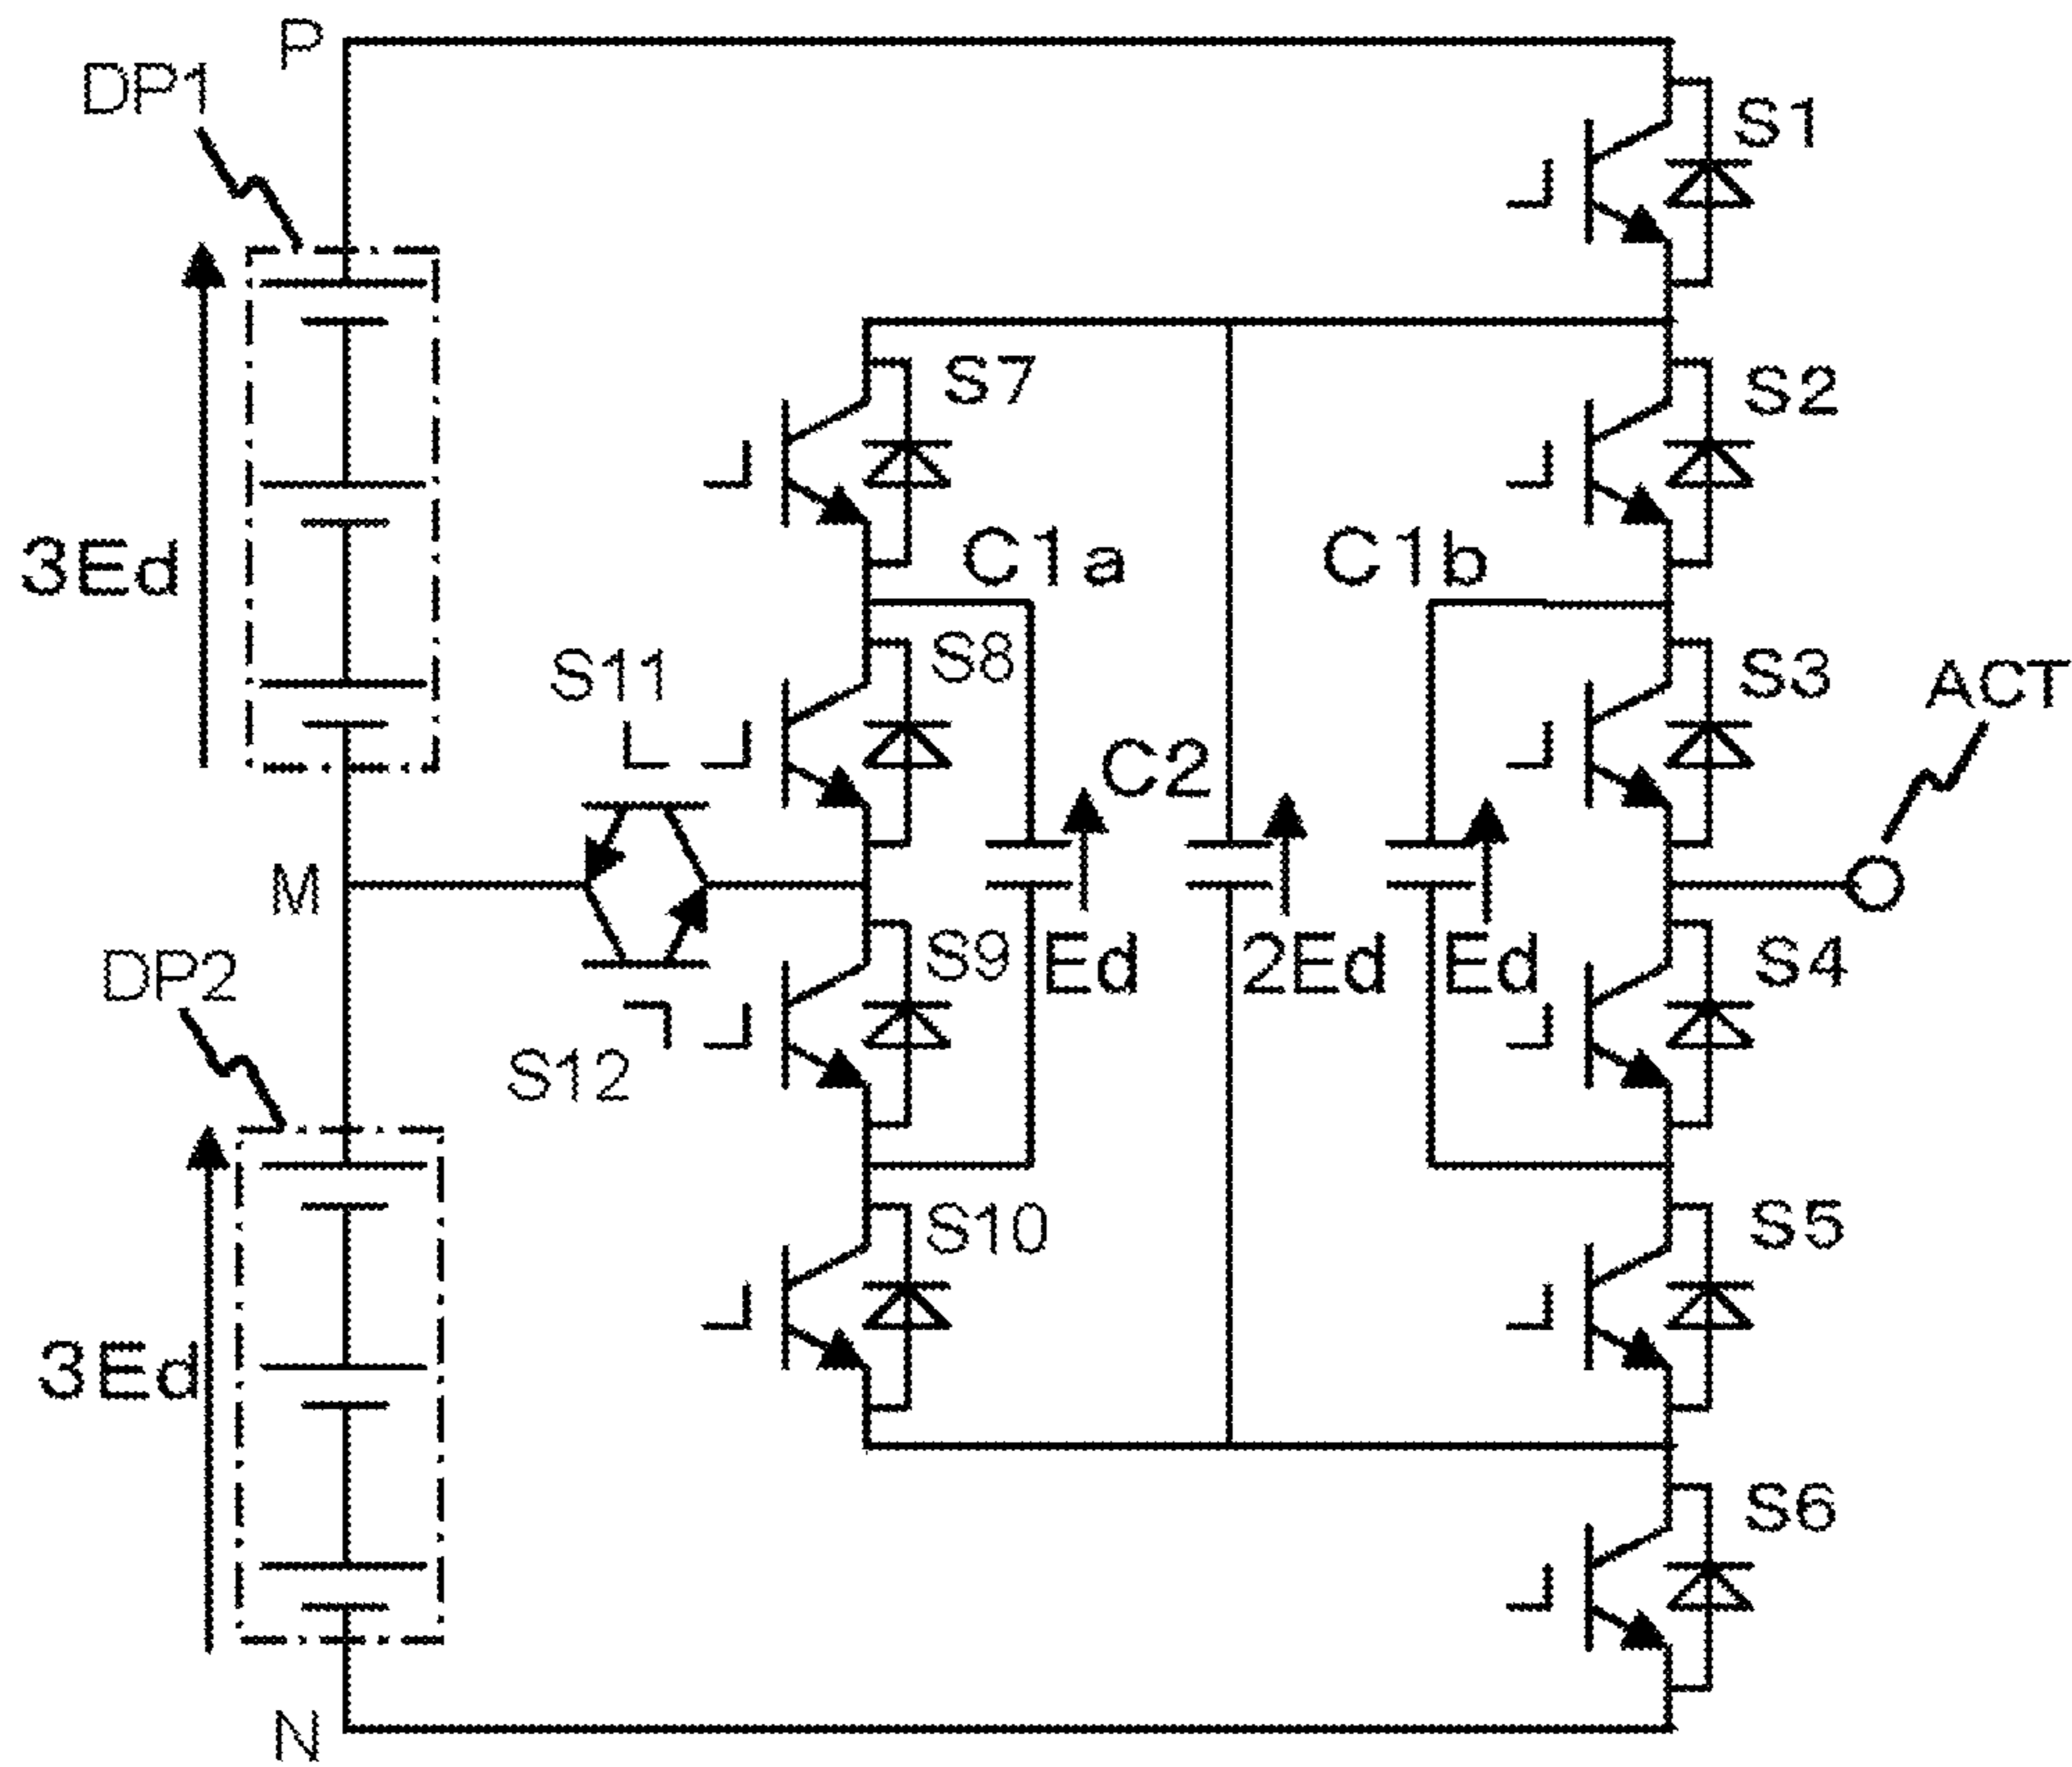 P
DP1
S1
S7
S2
3Ed
C1a
C1b
S11
S8
S3
ACT
C2
M
DP2
S9
Ed
2Ed
Ed
S4
S12
S10
S5
3Ed
S6
N